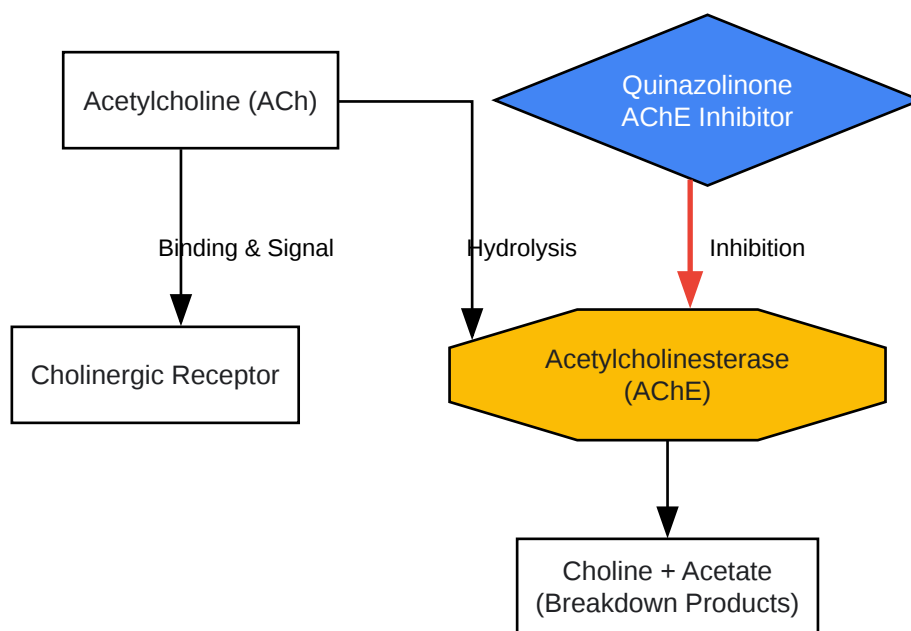 Acetylcholine (ACh)
Quinazolinone
AChE Inhibitor
Binding & Signal
Hydrolysis
Inhibition
Cholinergic Receptor
Acetylcholinesterase
(AChE)
Choline + Acetate
(Breakdown Products)